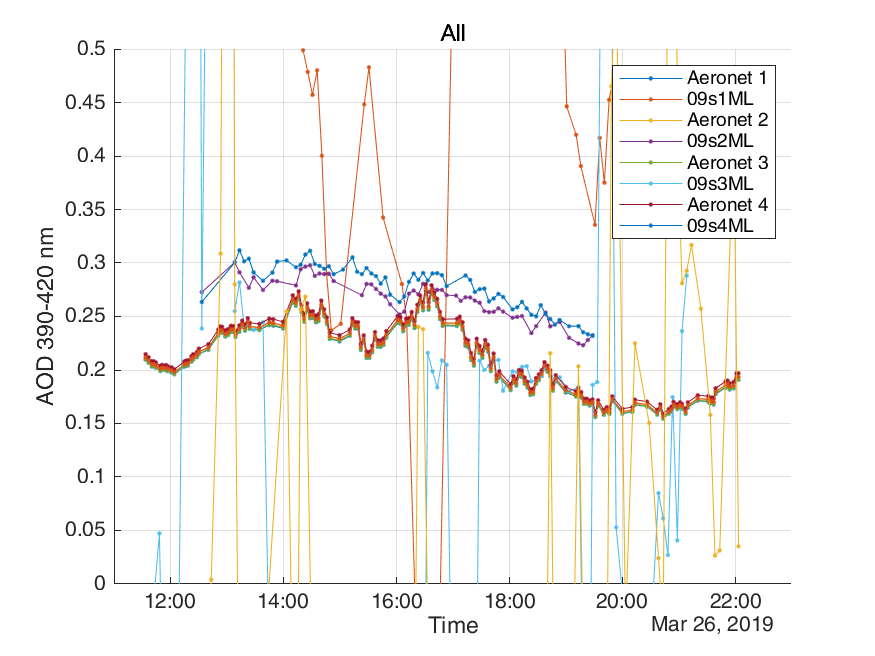 All
0.5
0.45
0.4
0.35
0.3
0.25
0.2
0.15
0.1
0.05
0
AOD 390-420 nm
Aeronet 1
09s1ML
Aeronet 2
09s2ML
Aeronet 3
09s3ML
Aeronet 4
09s4ML
12:00 14:00 16:00 18:00 20:00 22:00
Time
Mar 26, 2019